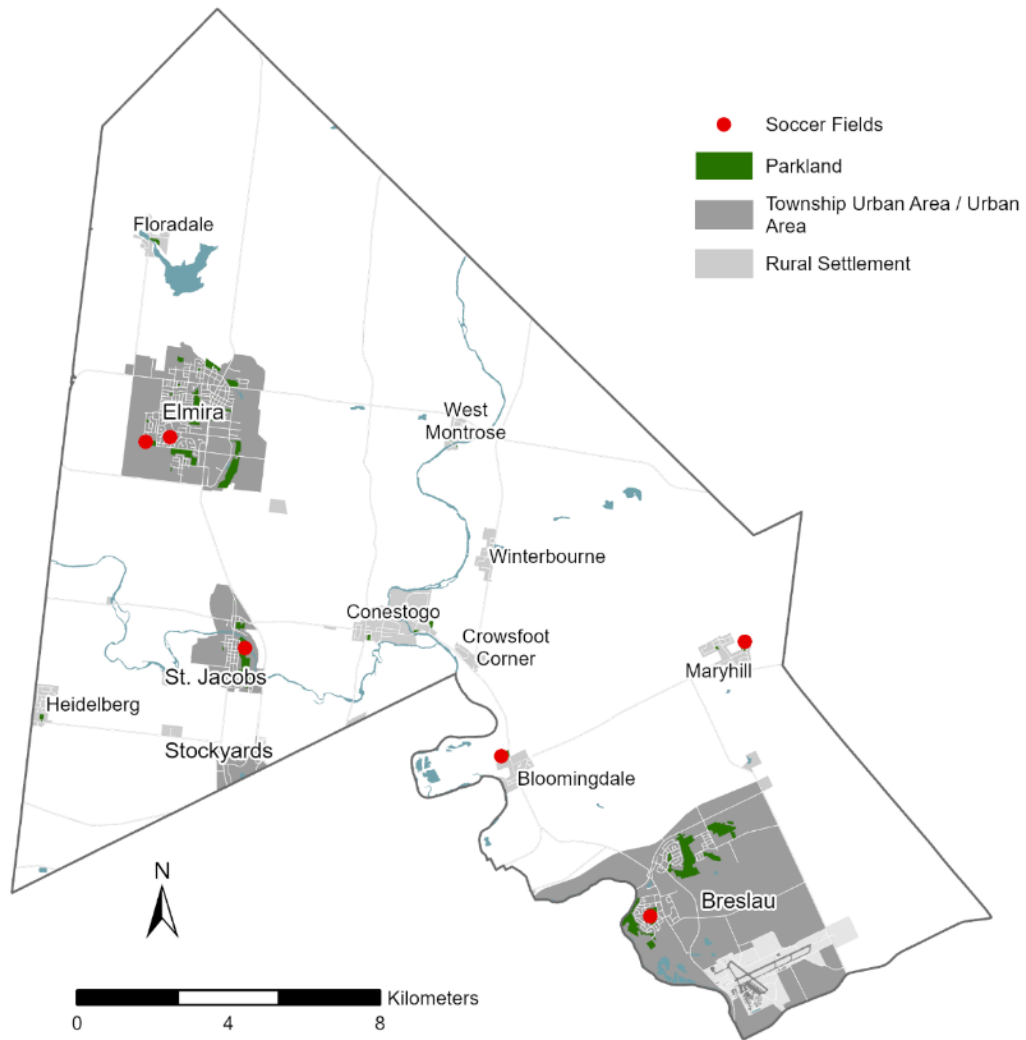 Soccer Fields
Parkland
Township Urban Area / Urban
Area
Rural Settlement
Floradale
Elmira
West
Montrose
Winterbourne
Conestogo
Crowsfoot
Corner
St. Jacobs
Maryhill
Heidelberg
Stockyards
Bloomingdale
Breslau
N
Kilometers
0 4 8